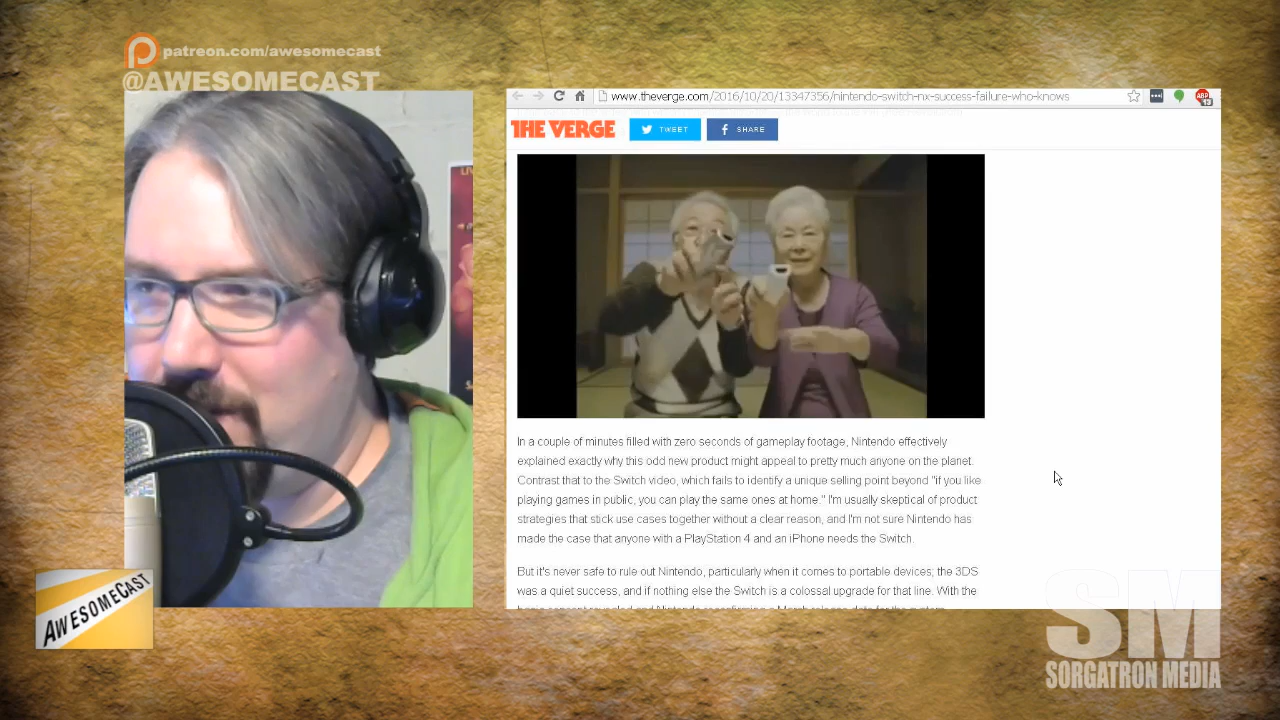 patreon.com/awesomecast
@AWESOMECAST
www.theverge.com/2016/10/20/13347356/nintendo-switch-nx-success-failure-who-knows
ABP
13
THE VERGE
TWEET
SHARE
In a couple of minutes filled with zero seconds of gameplay footage, Nintendo effectively
explained exactly why this odd new product might appeal to pretty much anyone on the planet.
Contrast that to the Switch video, which fails to identify a unique selling point beyond "if you like
playing games in public, you can play the same ones at home." I'm usually skeptical of product
strategies that stick use cases together without a clear reason, and I'm not sure Nintendo has
made the case that anyone with a PlayStation 4 and an iPhone needs the Switch.
But it's never safe to rule out Nintendo, particularly when it comes to portable devices; the 3DS
was a quiet success, and if nothing else the Switch is a colossal upgrade for that line. With the
AWESOMECAST
SM
SORGATRON MEDIA